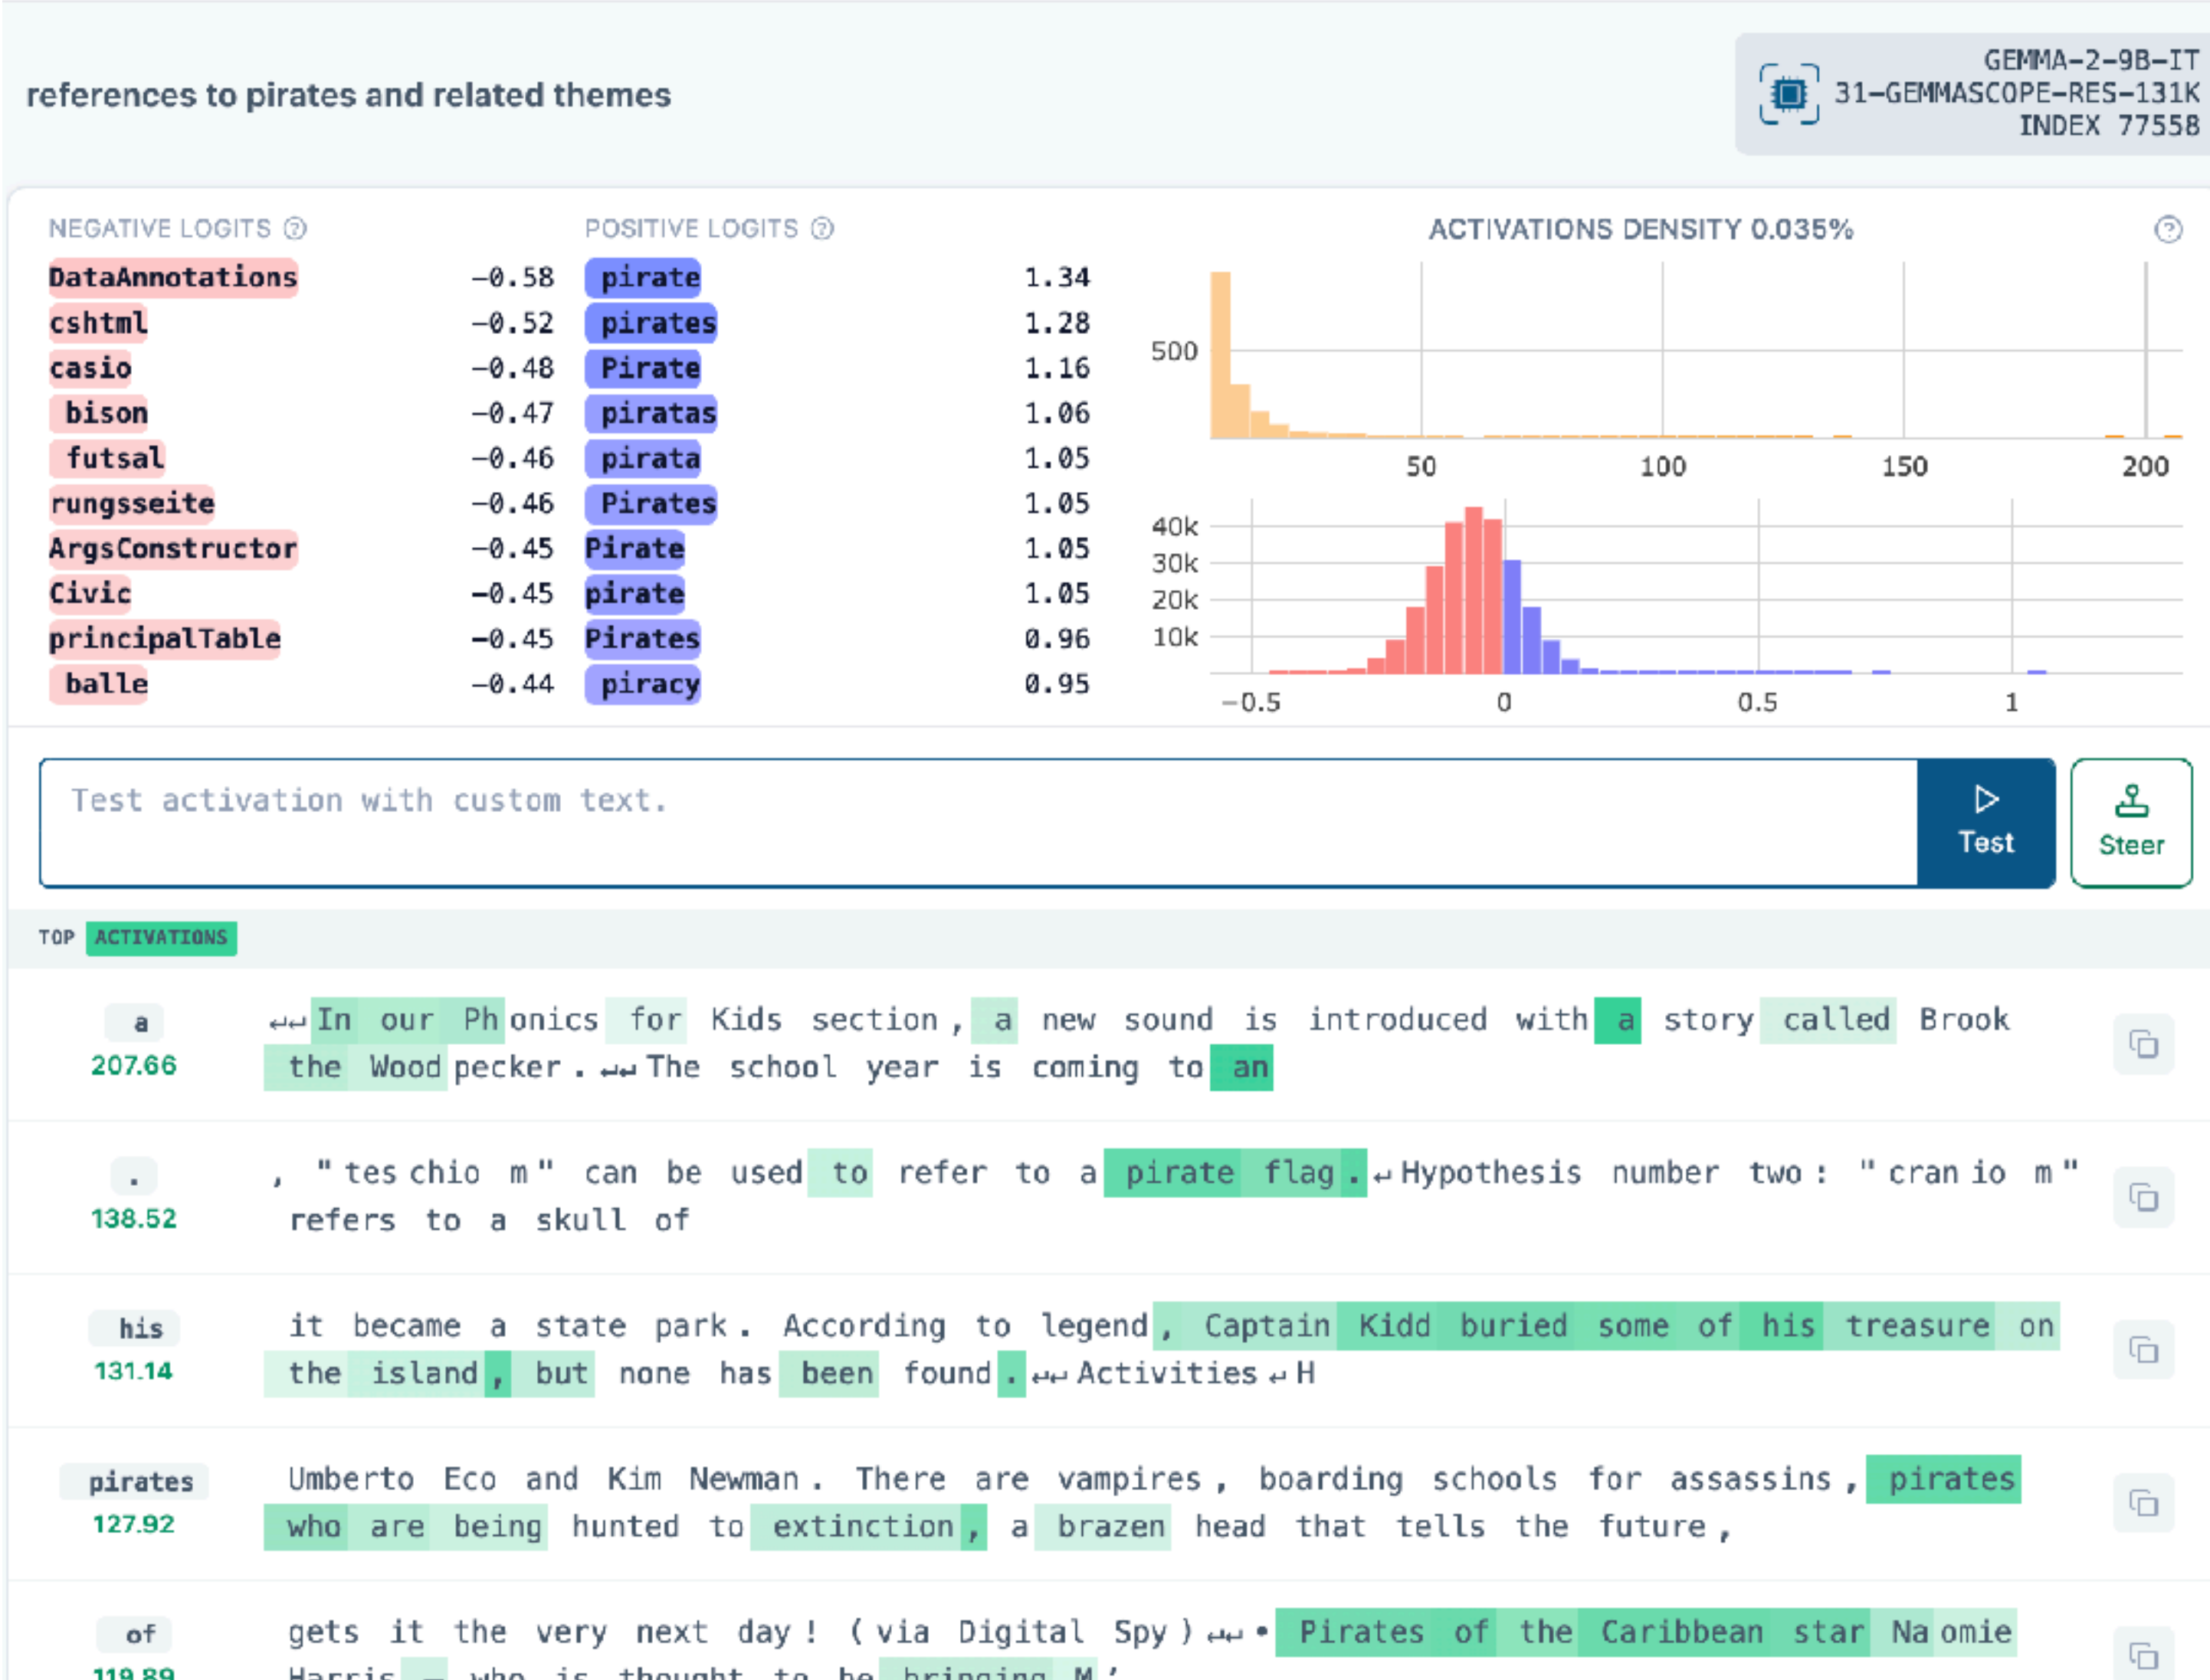 references to pirates and related themes
GEMMA-2-9B-IT
31-GEMMASCOPE-RES-131K
INDEX 77558
NEGATIVE LOGITS ?
POSITIVE LOGITS ?
ACTIVATIONS DENSITY 0.035% ?
DataAnnotations −0.58 pirate 1.34
cshtml −0.52 pirates 1.28
casio −0.48 Pirate 1.16
bison −0.47 piratas 1.06
futsal −0.46 pirata 1.05
rungsseite −0.46 Pirates 1.05
ArgsConstructor −0.45 Pirate 1.05
Civic −0.45 pirate 1.05
principalTable −0.45 Pirates 0.96
balle −0.44 piracy 0.95
500
50 100 150 200
40k
30k
20k
10k
−0.5 0 0.5 1
Test activation with custom text.
Test
Steer
TOP ACTIVATIONS
a
207.66
↵↵In our Phonics for Kids section, a new sound is introduced with a story called Brook
the Woodpecker.↵↵The school year is coming to an
.
138.52
, "teschio m" can be used to refer to a pirate flag.↵Hypothesis number two: "cranio m"
refers to a skull of
his
131.14
it became a state park. According to legend, Captain Kidd buried some of his treasure on
the island, but none has been found.↵↵Activities↵H
pirates
127.92
Umberto Eco and Kim Newman. There are vampires, boarding schools for assassins, pirates
who are being hunted to extinction, a brazen head that tells the future,
of
119.89
gets it the very next day! (via Digital Spy)↵↵• Pirates of the Caribbean star Naomie
Harris – who is thought to be bringing M'